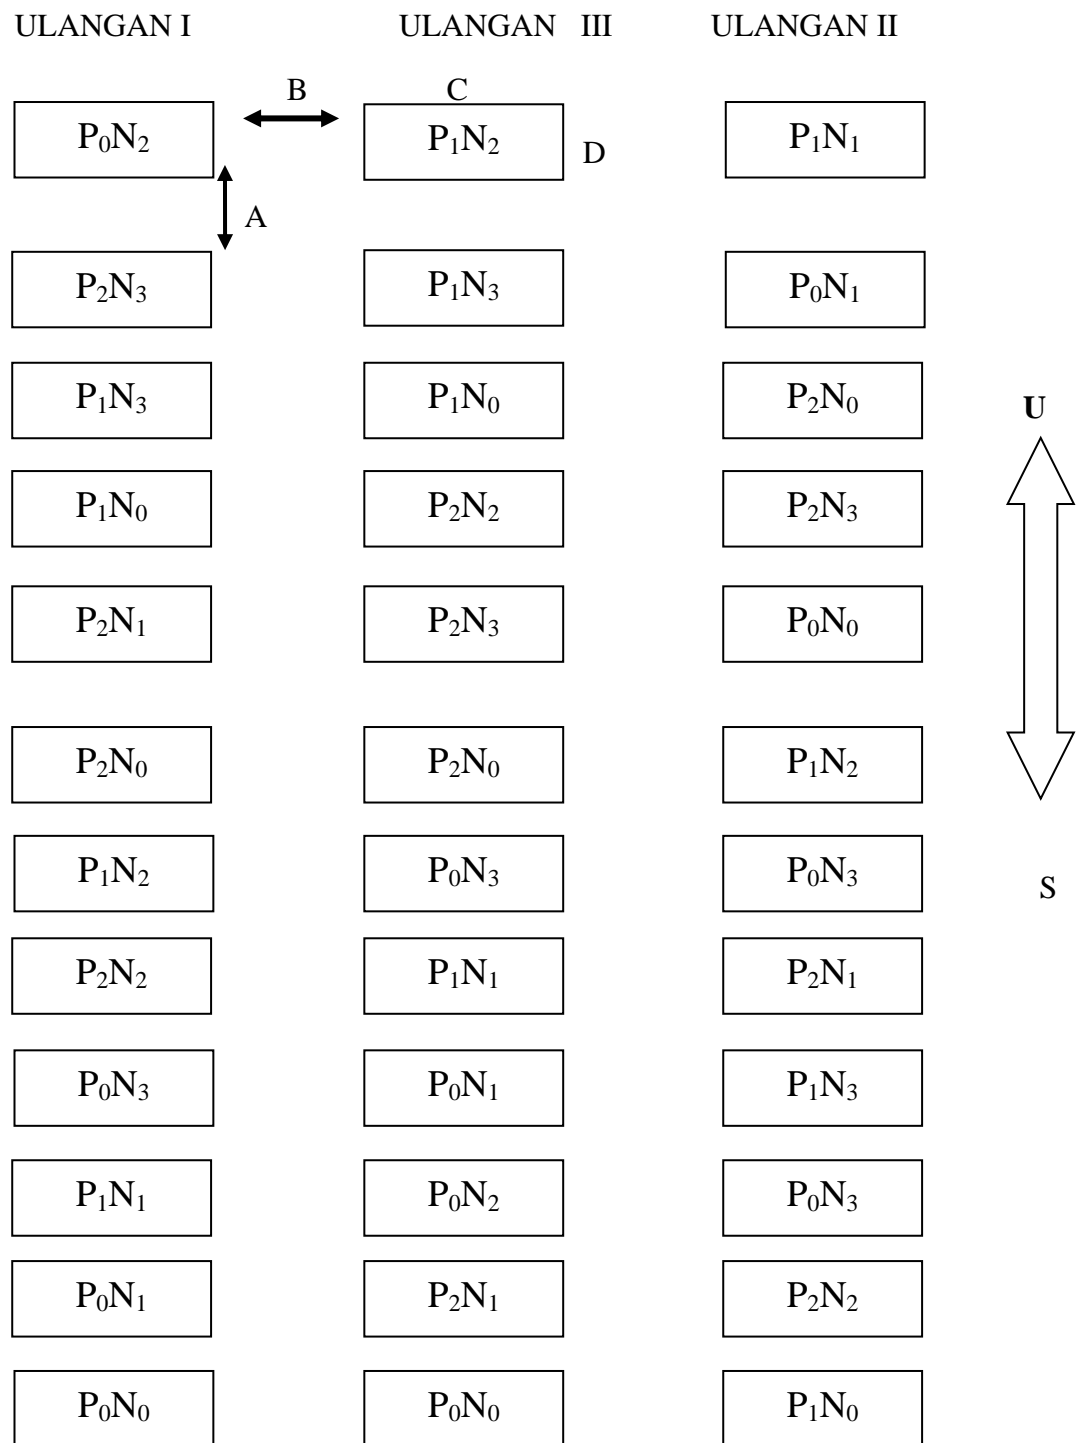 ULANGAN I ULANGAN III ULANGAN II
B C
P₀N₂ P₁N₂ D P₁N₁
A
P₂N₃ P₁N₃ P₀N₁
P₁N₃ P₁N₀ P₂N₀ U
P₁N₀ P₂N₂ P₂N₃
P₂N₁ P₂N₃ P₀N₀
P₂N₀ P₂N₀ P₁N₂
P₁N₂ P₀N₃ P₀N₃ S
P₂N₂ P₁N₁ P₂N₁
P₀N₃ P₀N₁ P₁N₃
P₁N₁ P₀N₂ P₀N₃
P₀N₁ P₂N₁ P₂N₂
P₀N₀ P₀N₀ P₁N₀